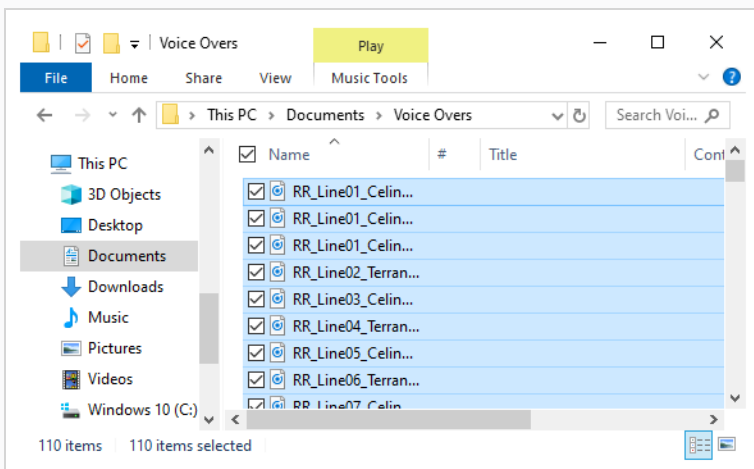 Voice Overs
Play
File Home Share View Music Tools
This PC Documents Voice Overs Search Voi...
Name # Title Cont
This PC
3D Objects
Desktop
Documents
Downloads
Music
Pictures
Videos
Windows 10 (C:)
RR_Line01_Celin...
RR_Line01_Celin...
RR_Line01_Celin...
RR_Line02_Terran...
RR_Line03_Celin...
RR_Line04_Terran...
RR_Line05_Celin...
RR_Line06_Terran...
RR_Line07_Celin
110 items 110 items selected